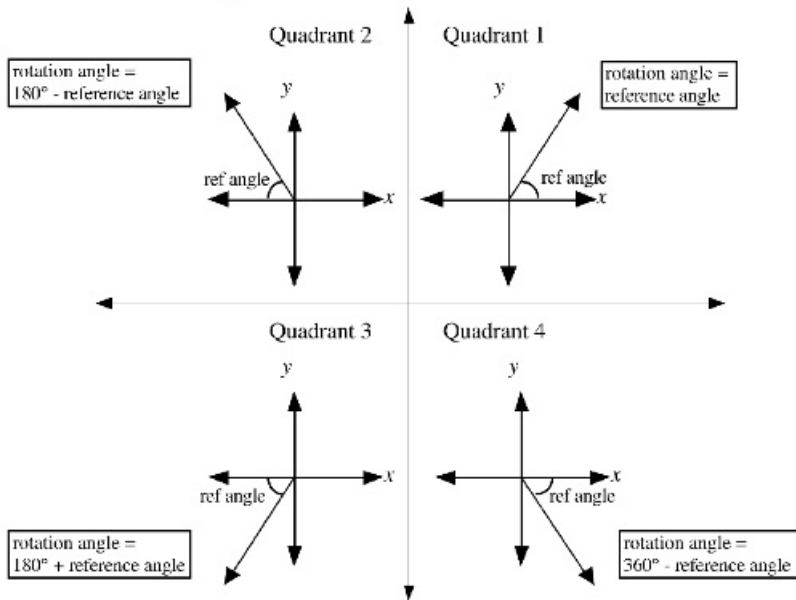 Quadrant 2
Quadrant 1
rotation angle =
180° - reference angle
y
ref angle
x
rotation angle =
reference angle
y
ref angle
x
Quadrant 3
Quadrant 4
y
x
ref angle
rotation angle =
180° + reference angle
y
x
ref angle
rotation angle =
360° - reference angle